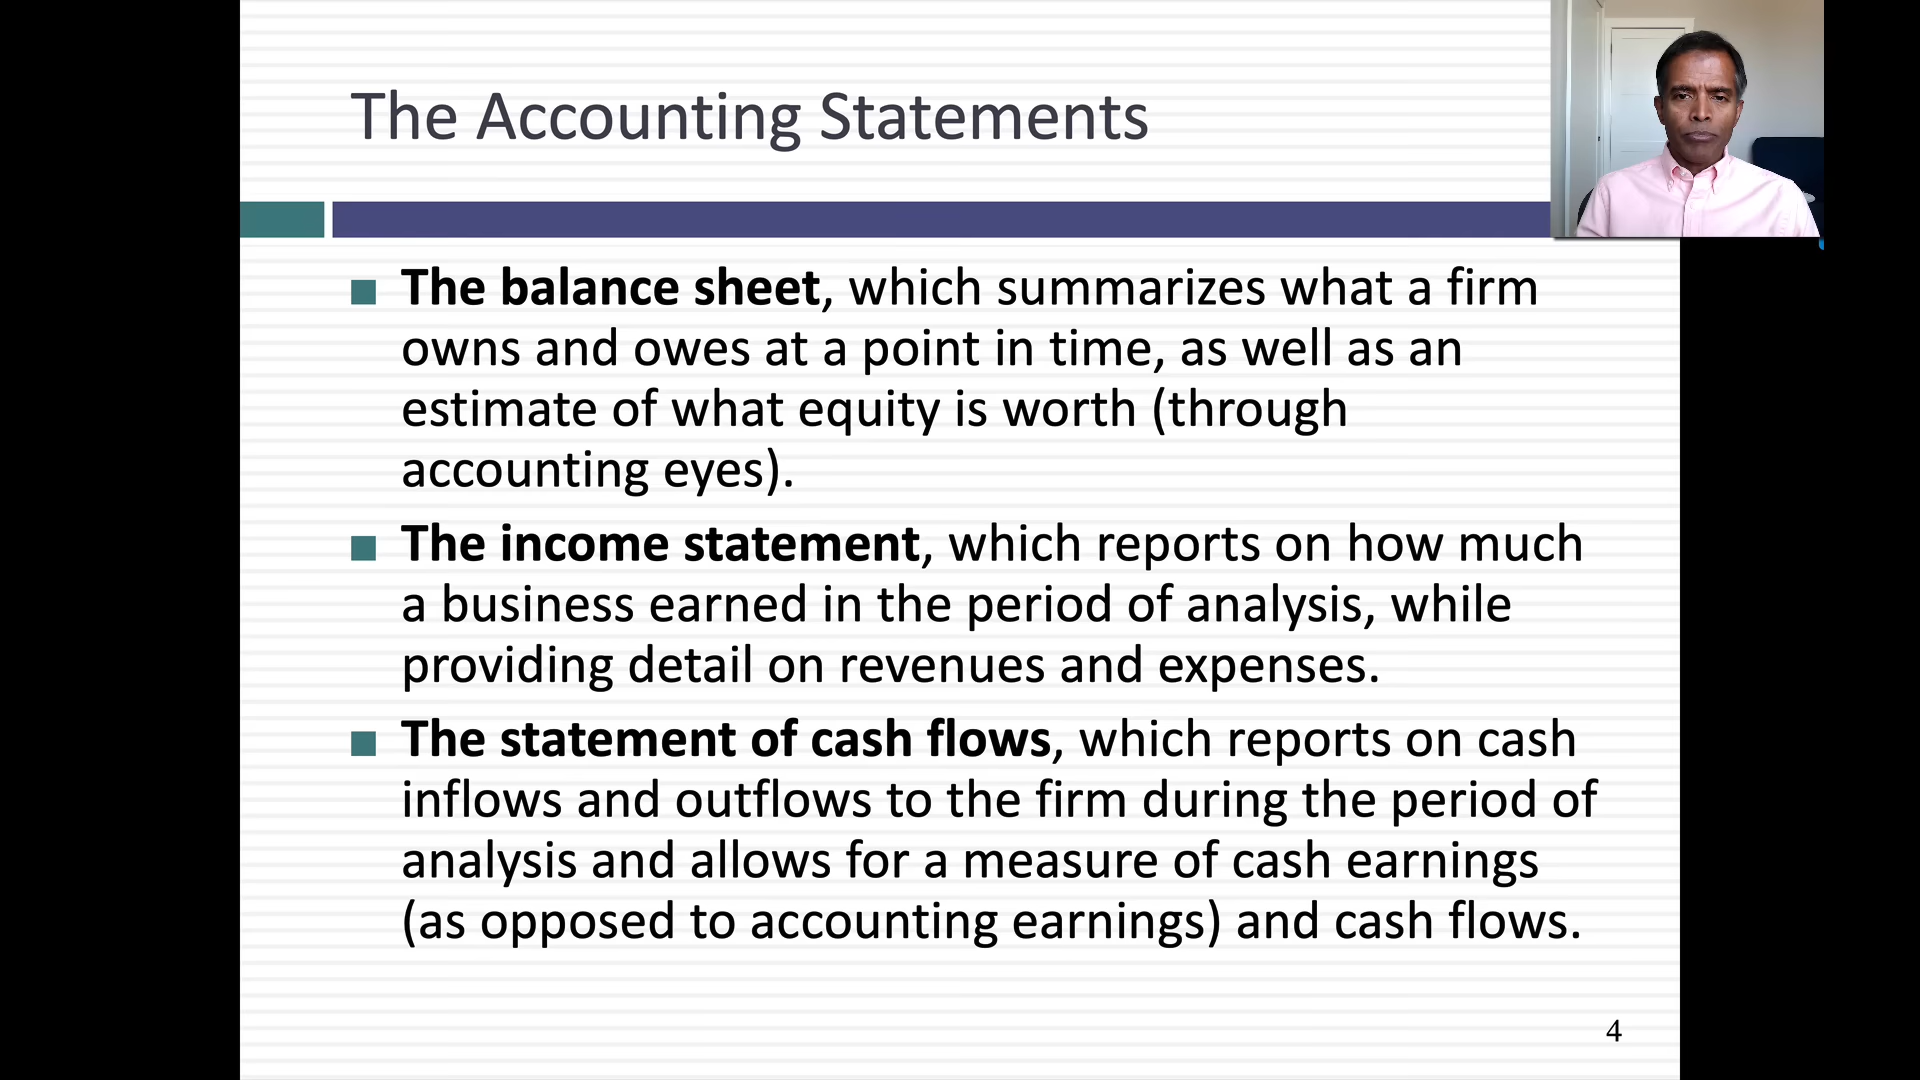 The Accounting Statements
The balance sheet, which summarizes what a firm
owns and owes at a point in time, as well as an
estimate of what equity is worth (through
accounting eyes).
The income statement, which reports on how much
a business earned in the period of analysis, while
providing detail on revenues and expenses.
The statement of cash flows, which reports on cash
inflows and outflows to the firm during the period of
analysis and allows for a measure of cash earnings
(as opposed to accounting earnings) and cash flows.
4